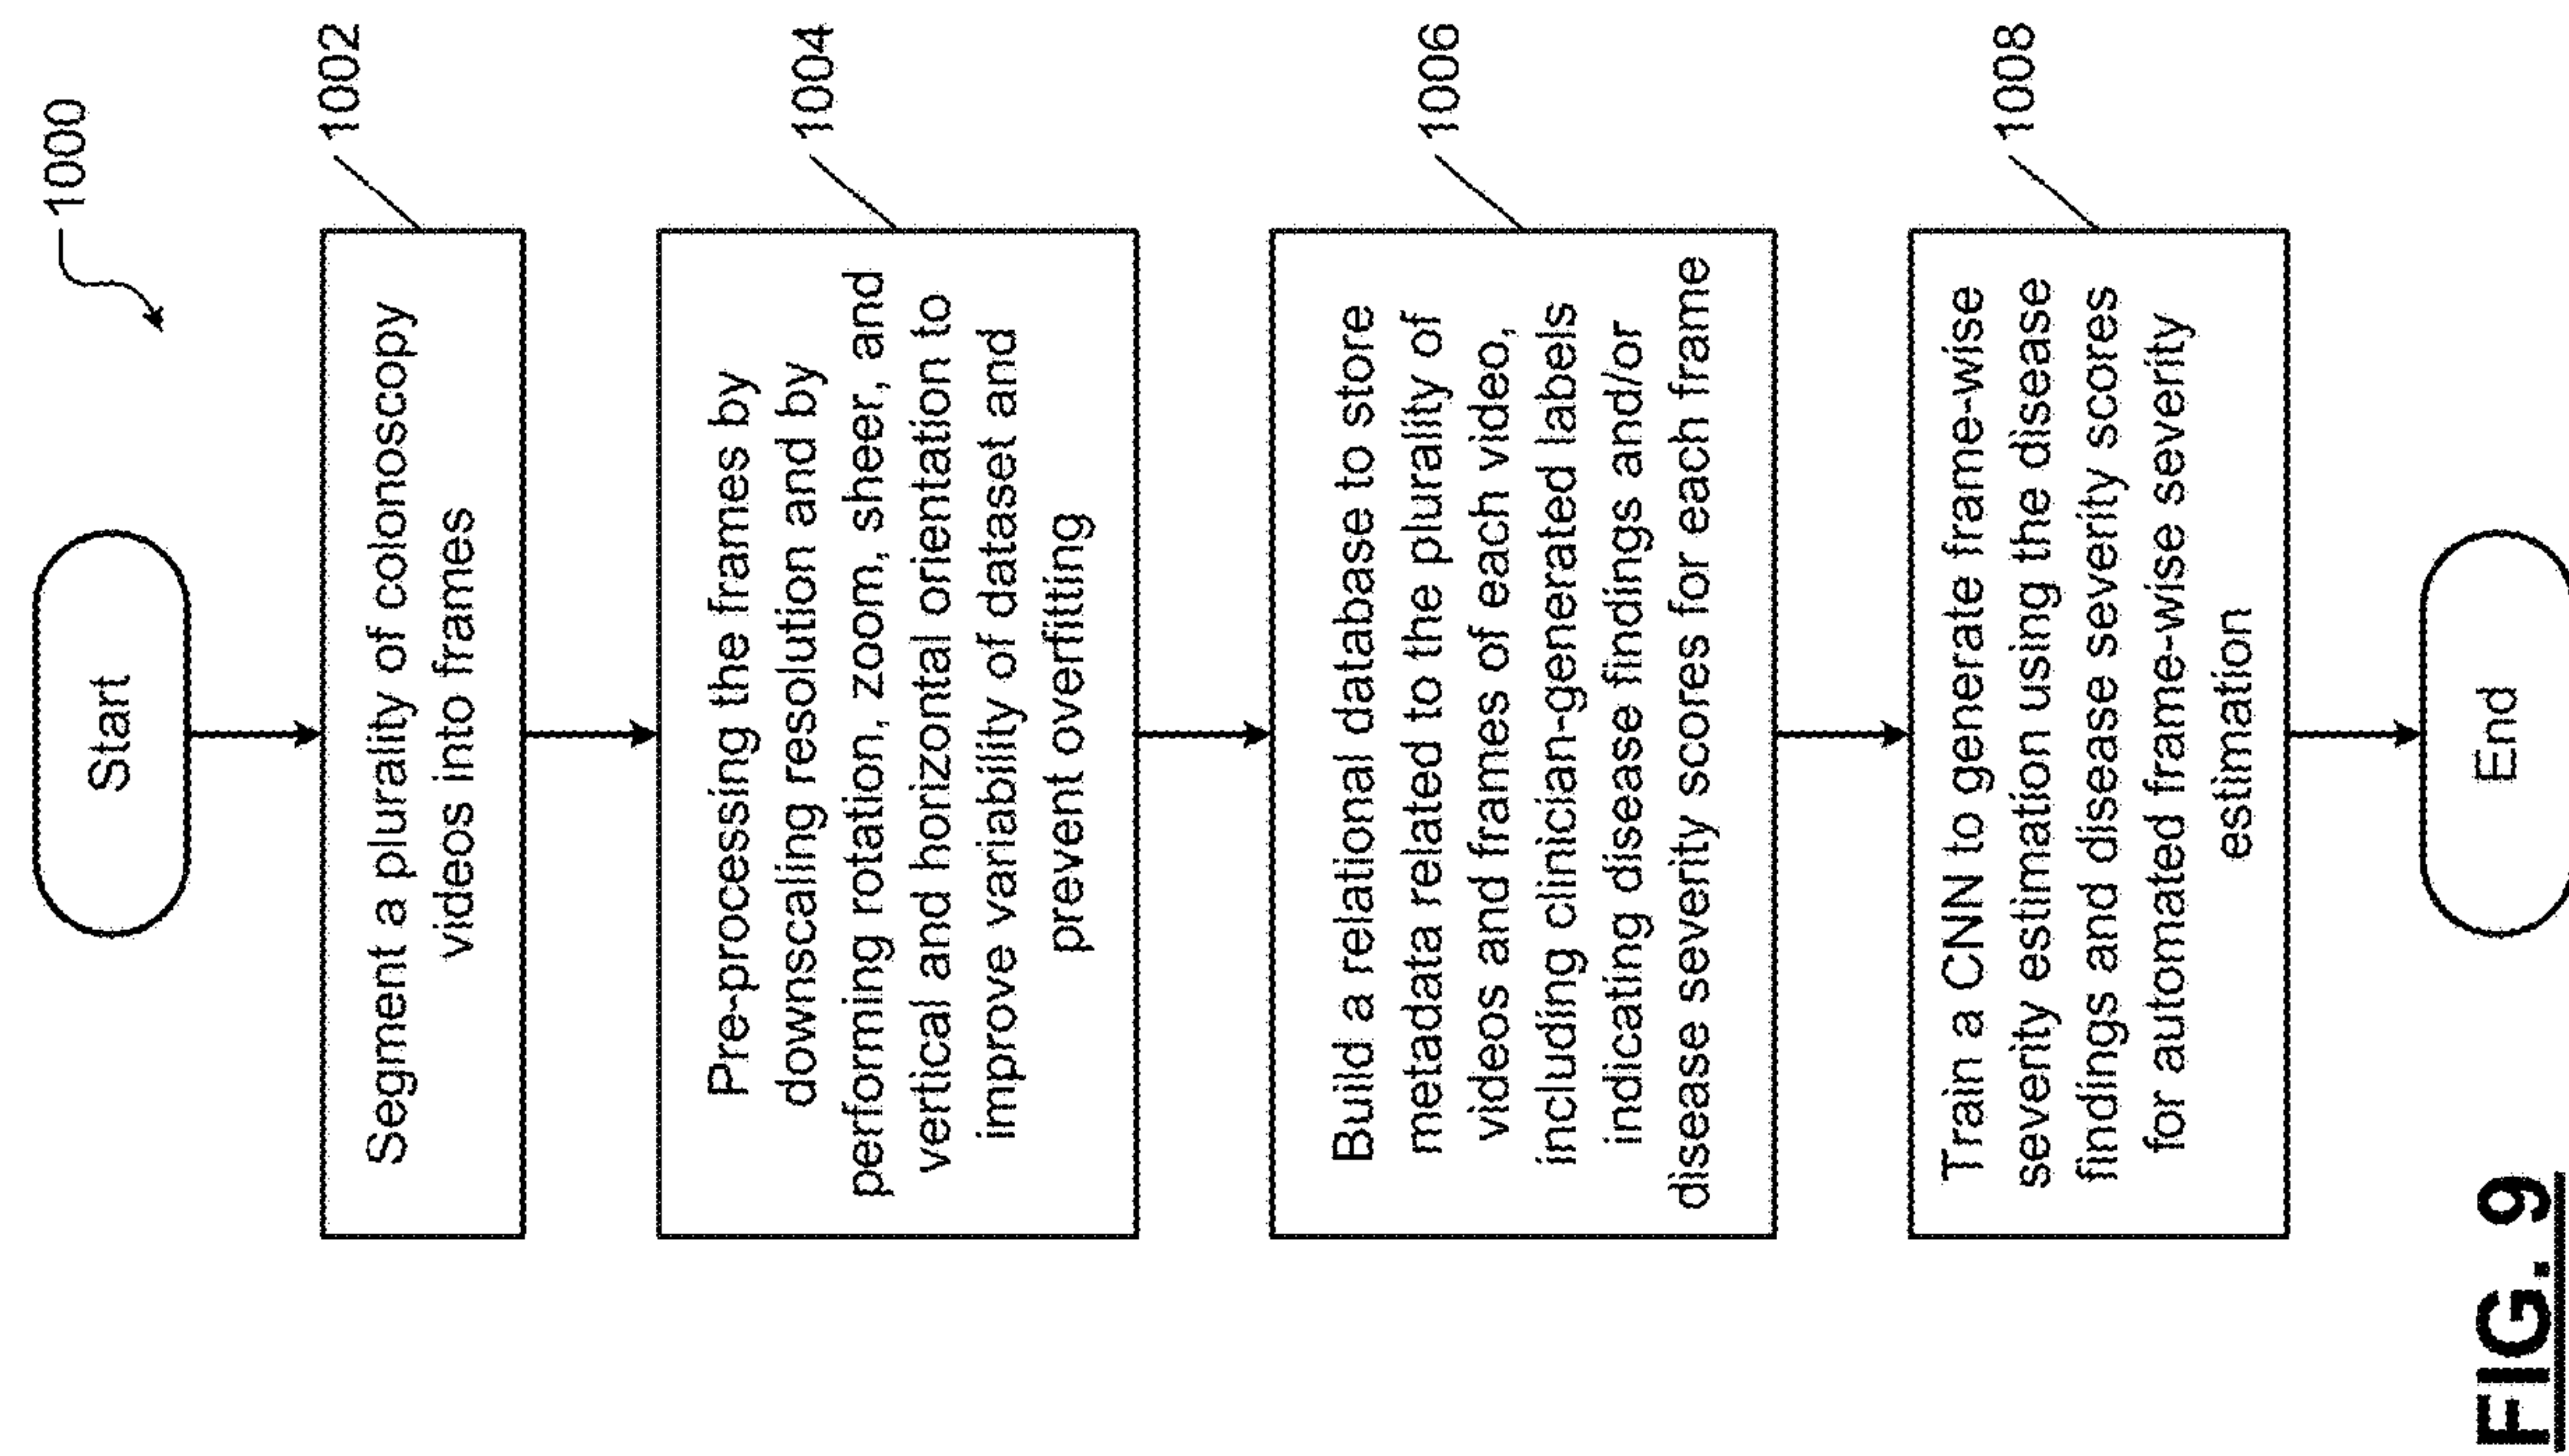 1000
Start
1002
Segment a plurality of colonoscopy
videos into frames
1004
Pre-processing the frames by
downscaling resolution and by
performing rotation, zoom, sheer, and
vertical and horizontal orientation to
improve variability of dataset and
prevent overfitting
1006
Build a relational database to store
metadata related to the plurality of
videos and frames of each video,
including clinician-generated labels
indicating disease findings and/or
disease severity scores for each frame
1008
Train a CNN to generate frame-wise
severity estimation using the disease
findings and disease severity scores
for automated frame-wise severity
estimation
End
FIG. 9